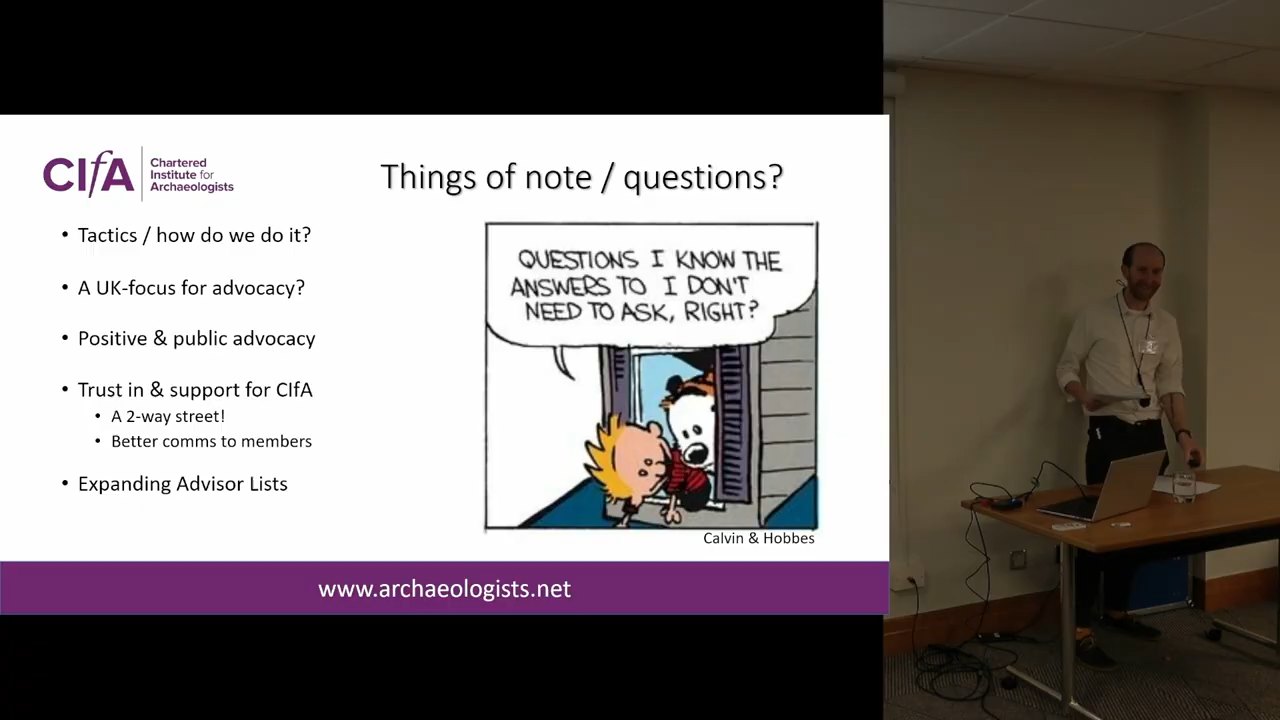 CIfA
Chartered
Institute for
Archaeologists
Things of note / questions?
• Tactics / how do we do it?
• A UK-focus for advocacy?
• Positive & public advocacy
• Trust in & support for CIfA
• A 2-way street!
• Better comms to members
• Expanding Advisor Lists
QUESTIONS I KNOW THE
ANSWERS TO I DON'T
NEED TO ASK, RIGHT?
Calvin & Hobbes
www.archaeologists.net